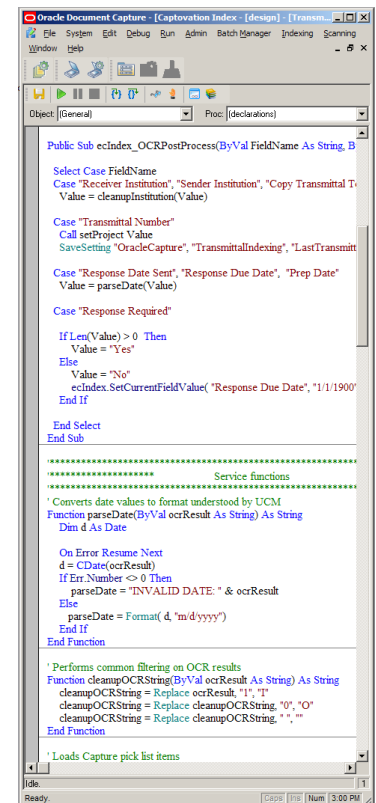 Oracle Document Capture - [Captovation Index - [design] - [Transm...
File System Edit Debug Run Admin Batch Manager Indexing Scanning
Window Help
Object: (General) Proc: (declarations)
Public Sub ecIndex_OCRPostProcess(ByVal FieldName As String, B
Select Case FieldName
Case "Receiver Institution", "Sender Institution", "Copy Transmittal T
Value = cleanupInstitution(Value)
Case "Transmittal Number"
Call setProject Value
SaveSetting "OracleCapture", "TransmittalIndexing", "LastTransmitt
Case "Response Date Sent", "Response Due Date", "Prep Date"
Value = parseDate(Value)
Case "Response Required"
If Len(Value) > 0 Then
Value = "Yes"
Else
Value = "No"
ecIndex.SetCurrentFieldValue( "Response Due Date", "1/1/1900"
End If
End Select
End Sub
'**********************************************************
'******************** Service functions
'**********************************************************
' Converts date values to format understood by UCM
Function parseDate(ByVal ocrResult As String) As String
Dim d As Date
On Error Resume Next
d = CDate(ocrResult)
If Err.Number <> 0 Then
parseDate = "INVALID DATE: " & ocrResult
Else
parseDate = Format( d, "m/d/yyyy")
End If
End Function
' Performs common filtering on OCR results
Function cleanupOCRString(ByVal ocrResult As String) As String
cleanupOCRString = Replace ocrResult, "1", "I"
cleanupOCRString = Replace cleanupOCRString, "0", "O"
cleanupOCRString = Replace cleanupOCRString, " ", ""
End Function
' Loads Capture pick list items
Idle. 1
Ready. Caps Ins Num 3:00 PM